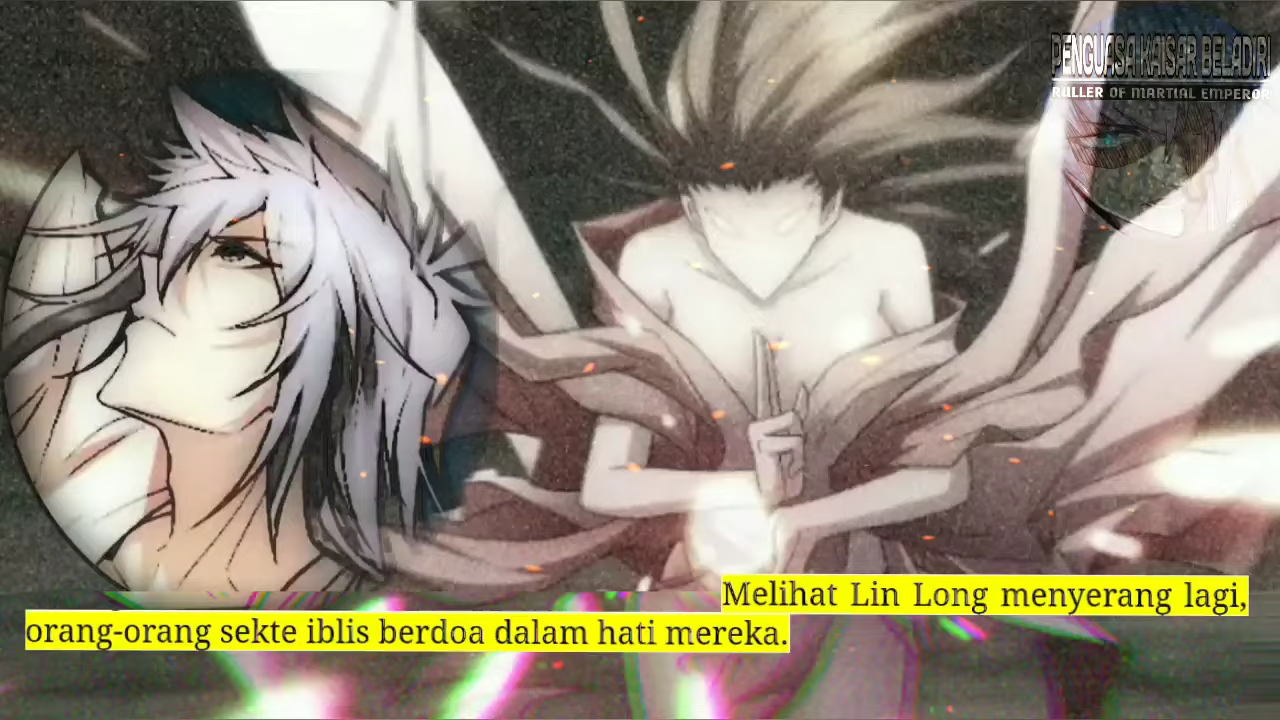 PENGUASA KAISAR BELADIRI
RULLER OF MARTIAL EMPEROR
Melihat Lin Long menyerang lagi,
orang-orang sekte iblis berdoa dalam hati mereka.